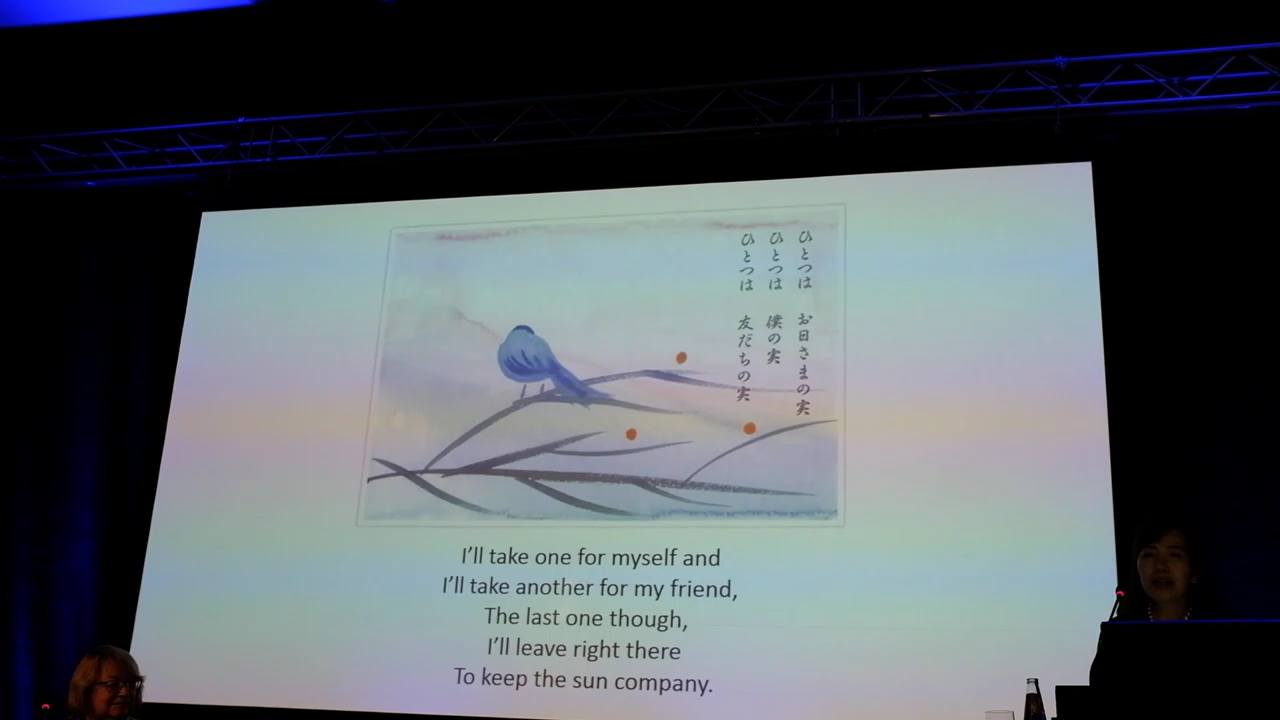 ひとつは お日さまの実
ひとつは 僕の実
ひとつは 友だちの実
I'll take one for myself and
I'll take another for my friend,
The last one though,
I'll leave right there
To keep the sun company.